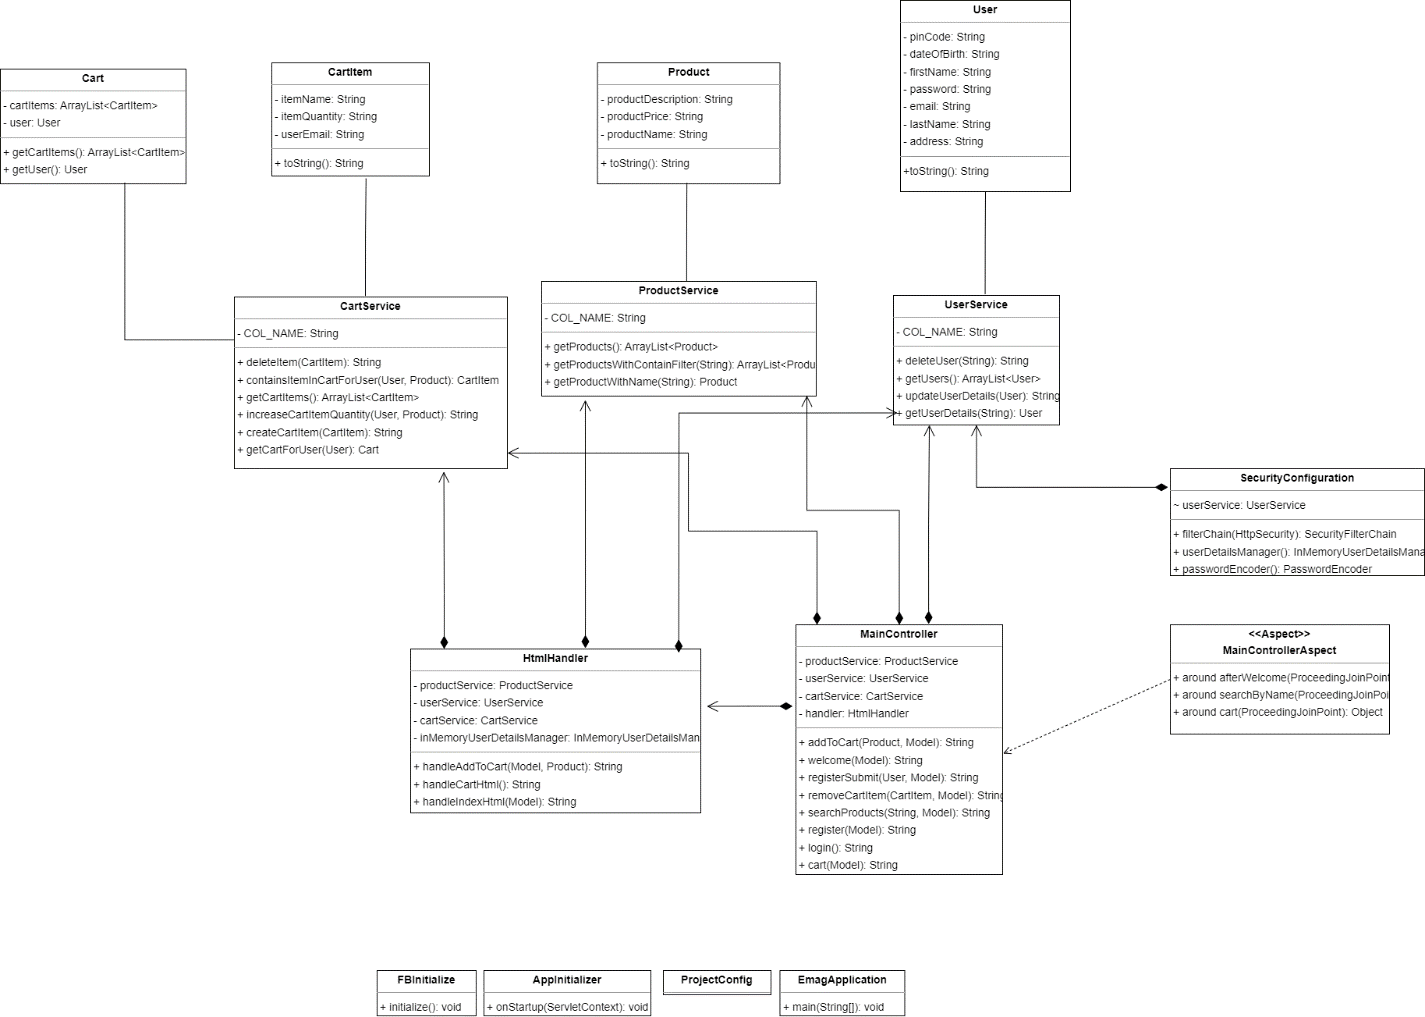 User
- pinCode: String
- dateOfBirth: String
- firstName: String
- password: String
- email: String
- lastName: String
- address: String
+toString(): String
Cart
- cartItems: ArrayList<CartItem>
- user: User
+ getCartItems(): ArrayList<CartItem>
+ getUser(): User
CartItem
- itemName: String
- itemQuantity: String
- userEmail: String
+ toString(): String
Product
- productDescription: String
- productPrice: String
- productName: String
+ toString(): String
CartService
- COL_NAME: String
+ deleteItem(CartItem): String
+ containsItemInCartForUser(User, Product): CartItem
+ getCartItems(): ArrayList<CartItem>
+ increaseCartItemQuantity(User, Product): String
+ createCartItem(CartItem): String
+ getCartForUser(User): Cart
ProductService
- COL_NAME: String
+ getProducts(): ArrayList<Product>
+ getProductsWithContainFilter(String): ArrayList<Produ
+ getProductWithName(String): Product
UserService
- COL_NAME: String
+ deleteUser(String): String
+ getUsers(): ArrayList<User>
+ updateUserDetails(User): String
+ getUserDetails(String): User
SecurityConfiguration
~ userService: UserService
+ filterChain(HttpSecurity): SecurityFilterChain
+ userDetailsManager(): InMemoryUserDetailsMana
+ passwordEncoder(): PasswordEncoder
HtmlHandler
- productService: ProductService
- userService: UserService
- cartService: CartService
- inMemoryUserDetailsManager: InMemoryUserDetailsMan
+ handleAddToCart(Model, Product): String
+ handleCartHtml(): String
+ handleIndexHtml(Model): String
MainController
- productService: ProductService
- userService: UserService
- cartService: CartService
- handler: HtmlHandler
+ addToCart(Product, Model): String
+ welcome(Model): String
+ registerSubmit(User, Model): String
+ removeCartItem(CartItem, Model): String
+ searchProducts(String, Model): String
+ register(Model): String
+ login(): String
+ cart(Model): String
<<Aspect>>
MainControllerAspect
+ around afterWelcome(ProceedingJoinPoint
+ around searchByName(ProceedingJoinPoi
+ around cart(ProceedingJoinPoint): Object
FBInitialize
+ initialize(): void
AppInitializer
+ onStartup(ServletContext): void
ProjectConfig
EmagApplication
+ main(String[]): void